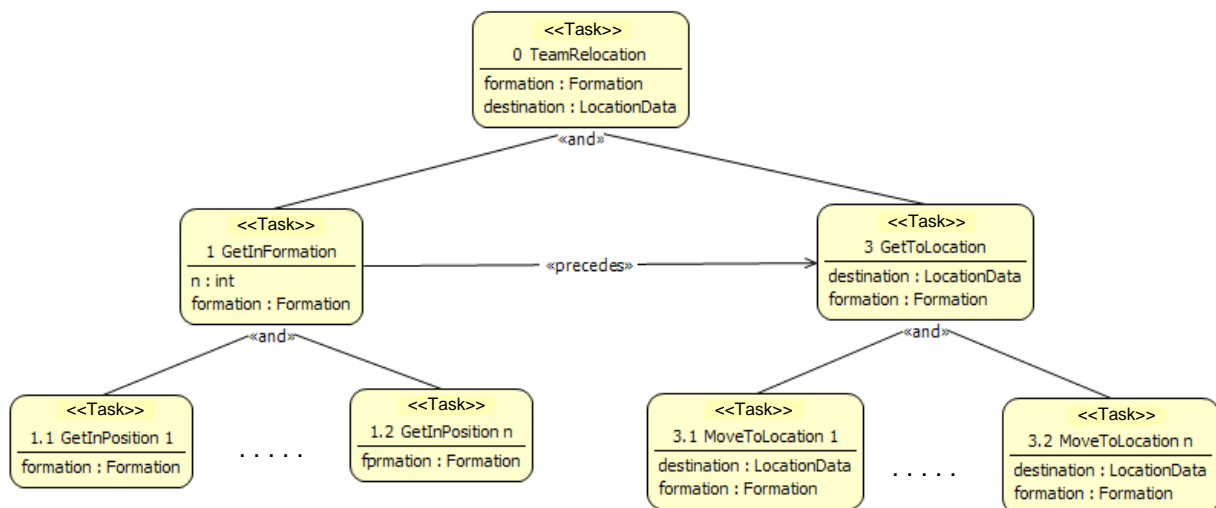 <<Task>>
0 TeamRelocation
formation : Formation
destination : LocationData
«and»
<<Task>>
1 GetInFormation
n : int
formation : Formation
«precedes»
<<Task>>
3 GetToLocation
destination : LocationData
formation : Formation
«and»
«and»
<<Task>>
1.1 GetInPosition 1
formation : Formation
. . . . .
<<Task>>
1.2 GetInPosition n
fprmation : Formation
<<Task>>
3.1 MoveToLocation 1
destination : LocationData
formation : Formation
. . . . .
<<Task>>
3.2 MoveToLocation n
destination : LocationData
formation : Formation